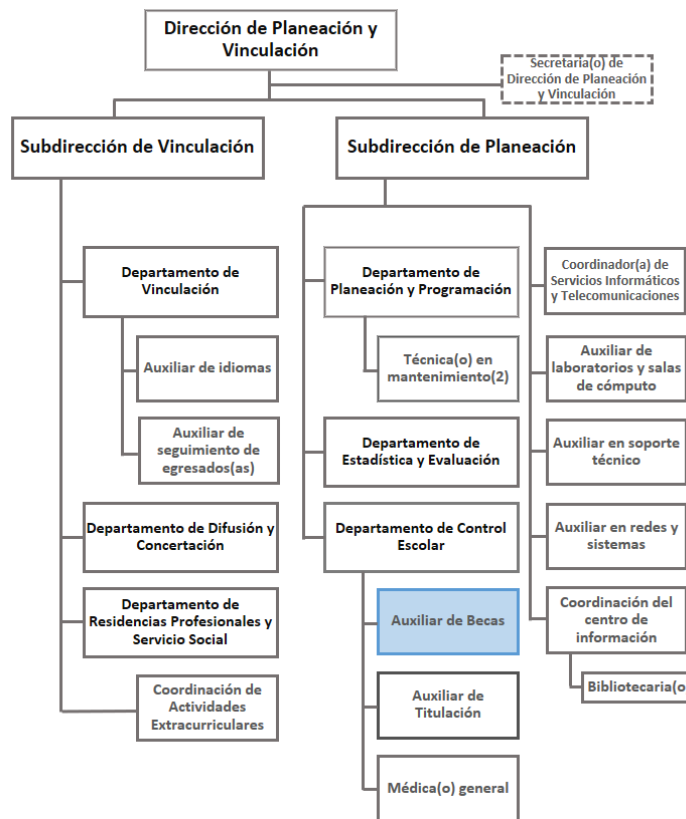 Dirección de Planeación y
Vinculación
Secretaria(o) de
Dirección de Planeación
y Vinculación
Subdirección de Vinculación
Subdirección de Planeación
Departamento de
Vinculación
Auxiliar de idiomas
Auxiliar de
seguimiento de
egresados(as)
Departamento de Difusión y
Concertación
Departamento de
Residencias Profesionales y
Servicio Social
Coordinación de
Actividades
Extracurriculares
Departamento de
Planeación y Programación
Técnica(o) en
mantenimiento(2)
Departamento de
Estadística y Evaluación
Departamento de Control
Escolar
Auxiliar de Becas
Auxiliar de
Titulación
Médica(o) general
Coordinador(a) de
Servicios Informáticos
y Telecomunicaciones
Auxiliar de
laboratorios y salas
de cómputo
Auxiliar en soporte
técnico
Auxiliar en redes y
sistemas
Coordinación del
centro de
información
Bibliotecaria(o